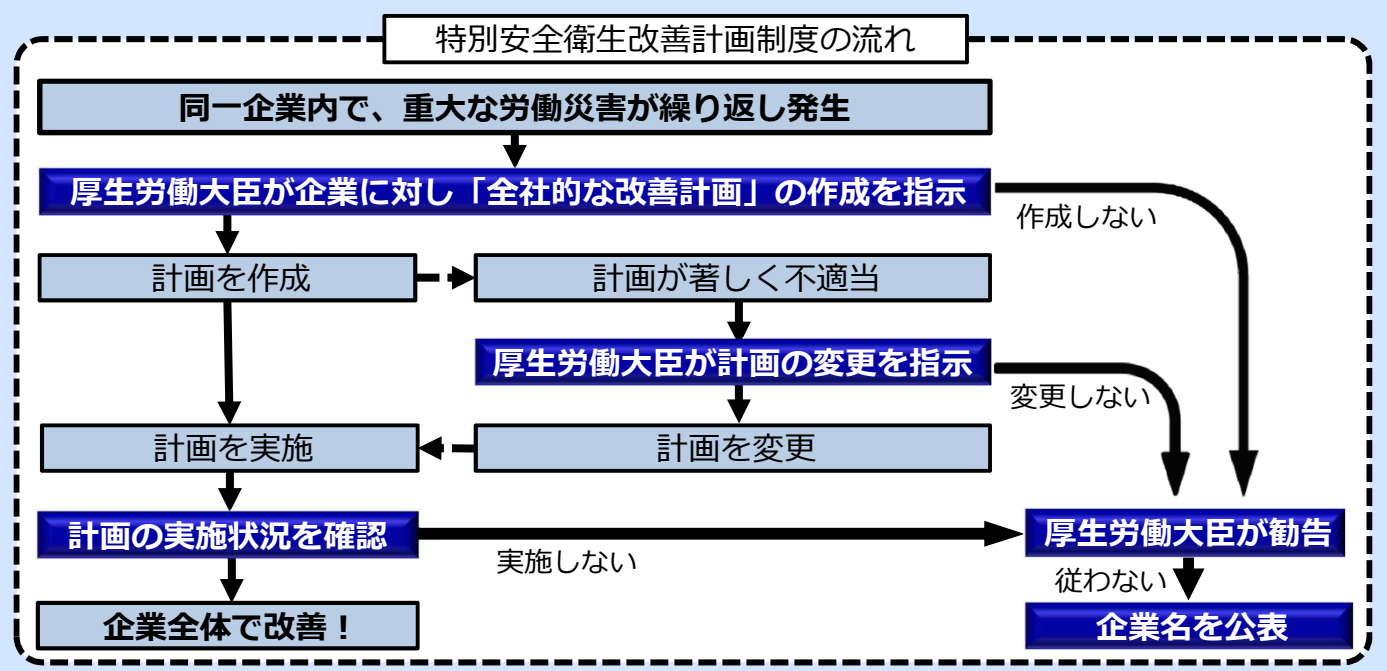 特別安全衛生改善計画制度の流れ
同一企業内で、重大な労働災害が繰り返し発生
厚生労働大臣が企業に対し「全社的な改善計画」の作成を指示
作成しない
計画を作成
計画が著しく不適当
厚生労働大臣が計画の変更を指示
変更しない
計画を実施
計画を変更
計画の実施状況を確認
実施しない
厚生労働大臣が勧告
従わない
企業全体で改善！
企業名を公表